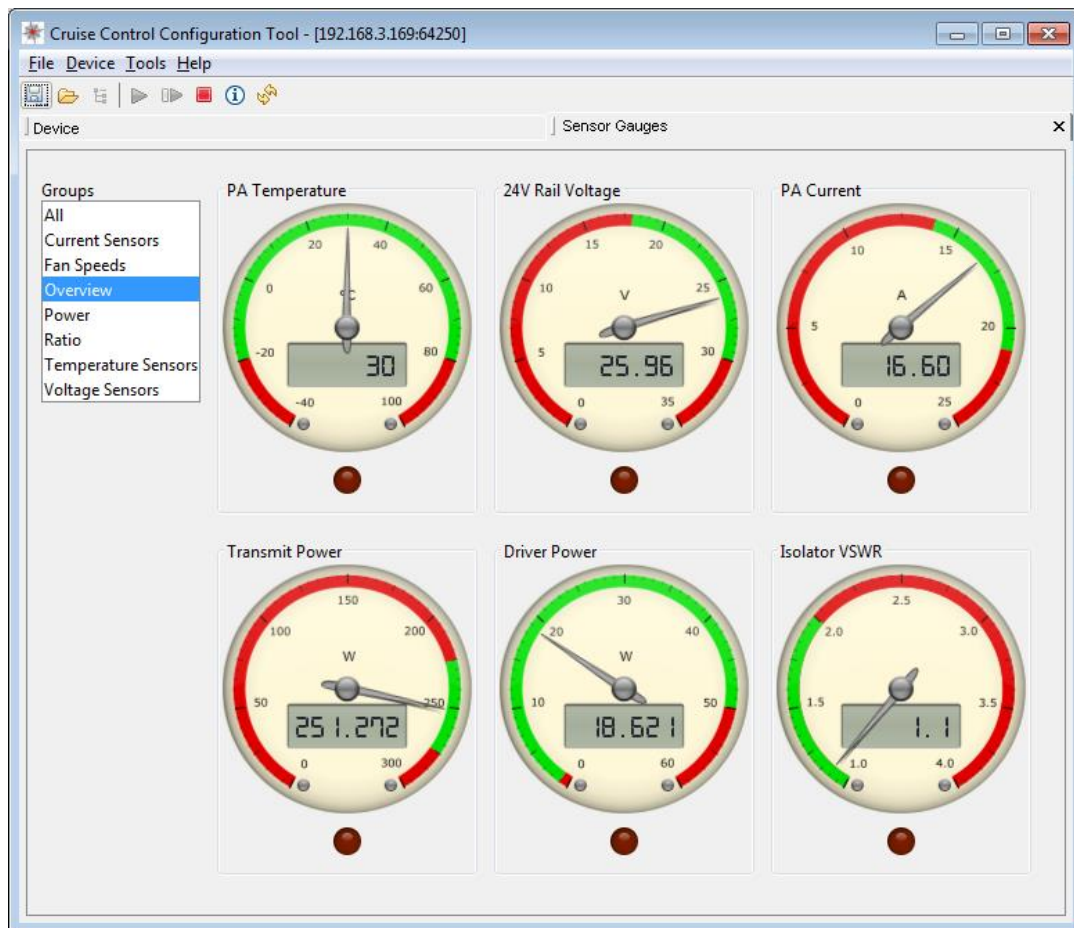 Cruise Control Configuration Tool - [192.168.3.169:64250]
File Device Tools Help
Device
Sensor Gauges
Groups
All
Current Sensors
Fan Speeds
Overview
Power
Ratio
Temperature Sensors
Voltage Sensors
PA Temperature
-40 -20 0 20 40 60 80 100
°C
30
24V Rail Voltage
0 5 10 15 20 25 30 35
V
25.96
PA Current
0 5 10 15 20 25
A
16.60
Transmit Power
0 50 100 150 200 250 300
W
251.272
Driver Power
0 10 20 30 40 50 60
W
18.621
Isolator VSWR
1.0 1.5 2.0 2.5 3.0 3.5 4.0
1.1